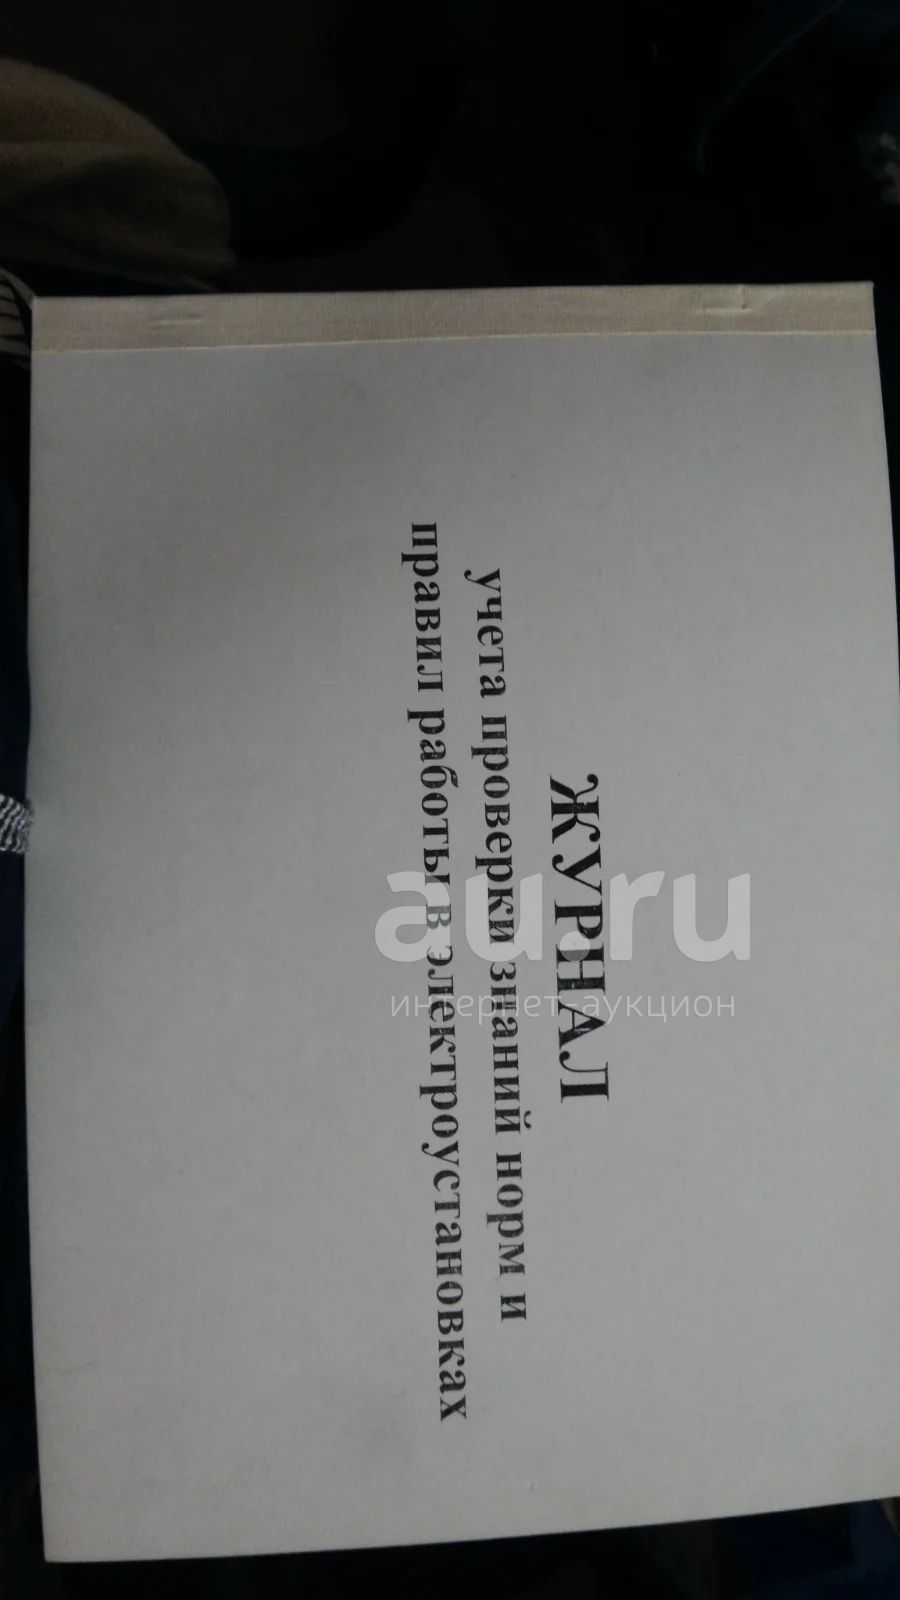 ЖУРНАЛ
учета проверки знаний норм и
правил работы в электроустановках
au.ru
интернет-аукцион